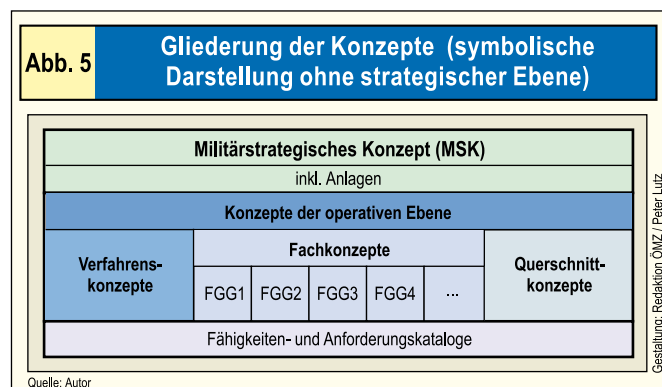 Abb. 5
Gliederung der Konzepte (symbolische
Darstellung ohne strategischer Ebene)
Militärstrategisches Konzept (MSK)
inkl. Anlagen
Konzepte der operativen Ebene
Verfahrens-
konzepte
Fachkonzepte
FGG1 FGG2 FGG3 FGG4 ...
Querschnitt-
konzepte
Fähigkeiten- und Anforderungskataloge
Quelle: Autor
Gestaltung: Redaktion ÖMZ / Peter Lutz